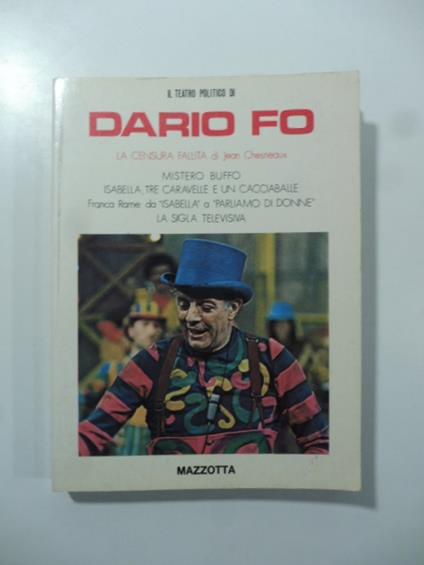 IL TEATRO POLITICO DI
DARIO FO
LA CENSURA FALLITA di Jean Chesneaux
MISTERO BUFFO
ISABELLA, TRE CARAVELLE E UN CACCIABALLE
Franca Rame: da "ISABELLA" a "PARLIAMO DI DONNE"
LA SIGLA TELEVISIVA
MAZZOTTA